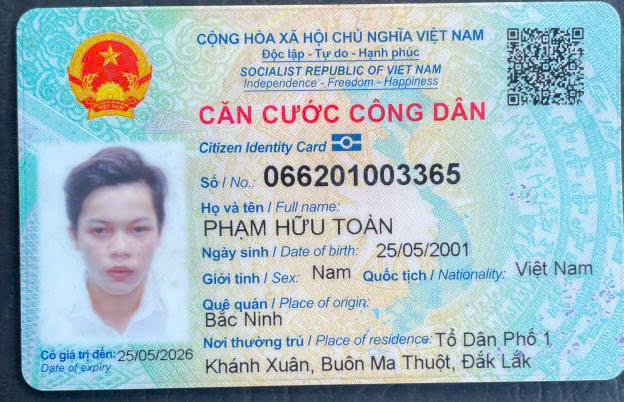 CỘNG HÒA XÃ HỘI CHỦ NGHĨA VIỆT NAM
Độc lập - Tự do - Hạnh phúc
SOCIALIST REPUBLIC OF VIET NAM
Independence - Freedom - Happiness
CĂN CƯỚC CÔNG DÂN
Citizen Identity Card
Số / No.: 066201003365
Họ và tên / Full name:
PHẠM HỮU TOÀN
Ngày sinh / Date of birth: 25/05/2001
Giới tính / Sex: Nam Quốc tịch / Nationality: Việt Nam
Quê quán / Place of origin:
Bắc Ninh
Nơi thường trú / Place of residence: Tổ Dân Phố 1
Khánh Xuân, Buôn Ma Thuột, Đắk Lắk
Có giá trị đến: 25/05/2026
Date of expiry
VIỆT NAM